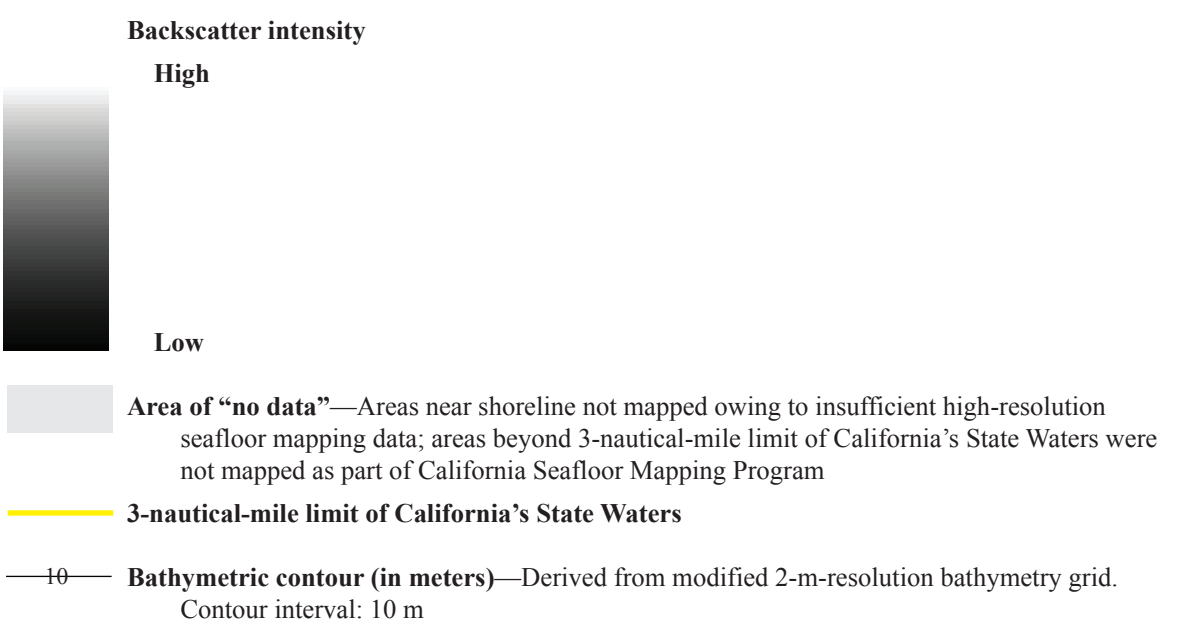 Backscatter intensity
High
Low
Area of “no data”—Areas near shoreline not mapped owing to insufficient high-resolution
seafloor mapping data; areas beyond 3-nautical-mile limit of California’s State Waters were
not mapped as part of California Seafloor Mapping Program
3-nautical-mile limit of California’s State Waters
10 Bathymetric contour (in meters)—Derived from modified 2-m-resolution bathymetry grid.
Contour interval: 10 m